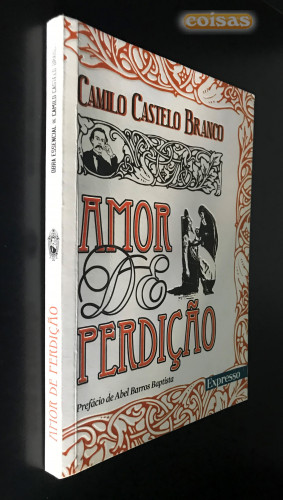 coisas
CAMILO CASTELO BRANCO
AMOR
DE
PERDIÇÃO
Prefácio de Abel Barros Baptista
Expresso
OBRA ESSENCIAL DE CAMILO CASTELO BRANCO
AMOR DE PERDIÇÃO